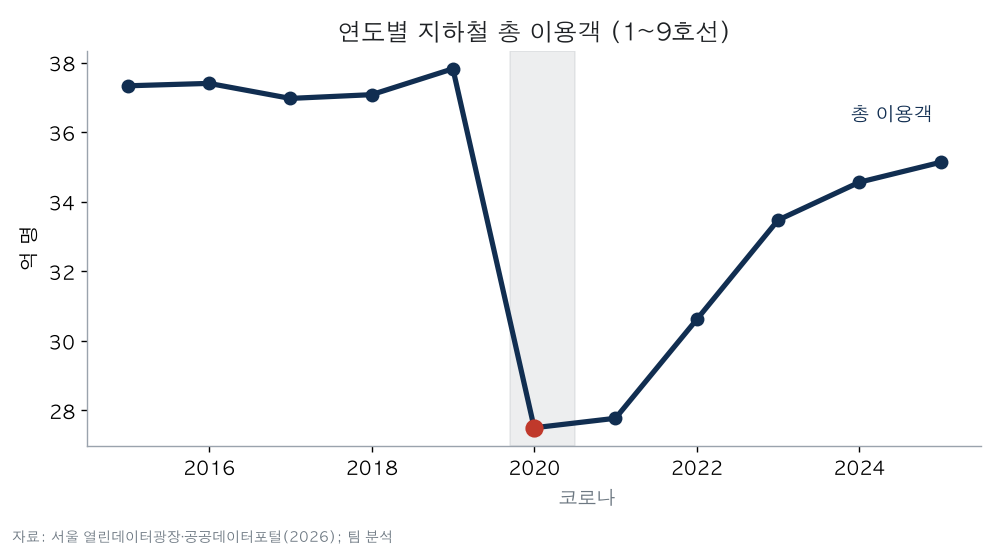 연도별 지하철 총 이용객 (1~9호선)
38
36
34
32
30
28
억 명
총 이용객
2016 2018 2020 2022 2024
코로나
자료: 서울 열린데이터광장·공공데이터포털(2026); 팀 분석